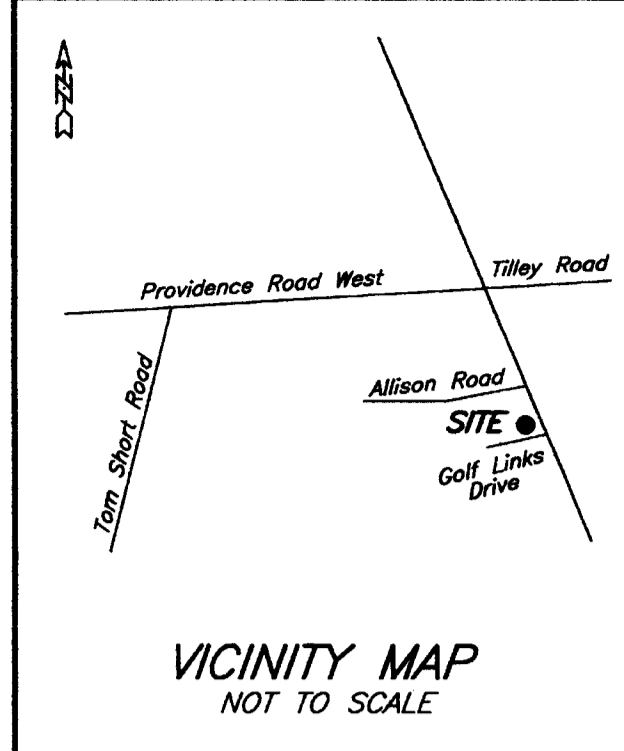 N
Providence Road West
Tilley Road
Tom Short Road
Allison Road
SITE
Golf Links
Drive
VICINITY MAP
NOT TO SCALE